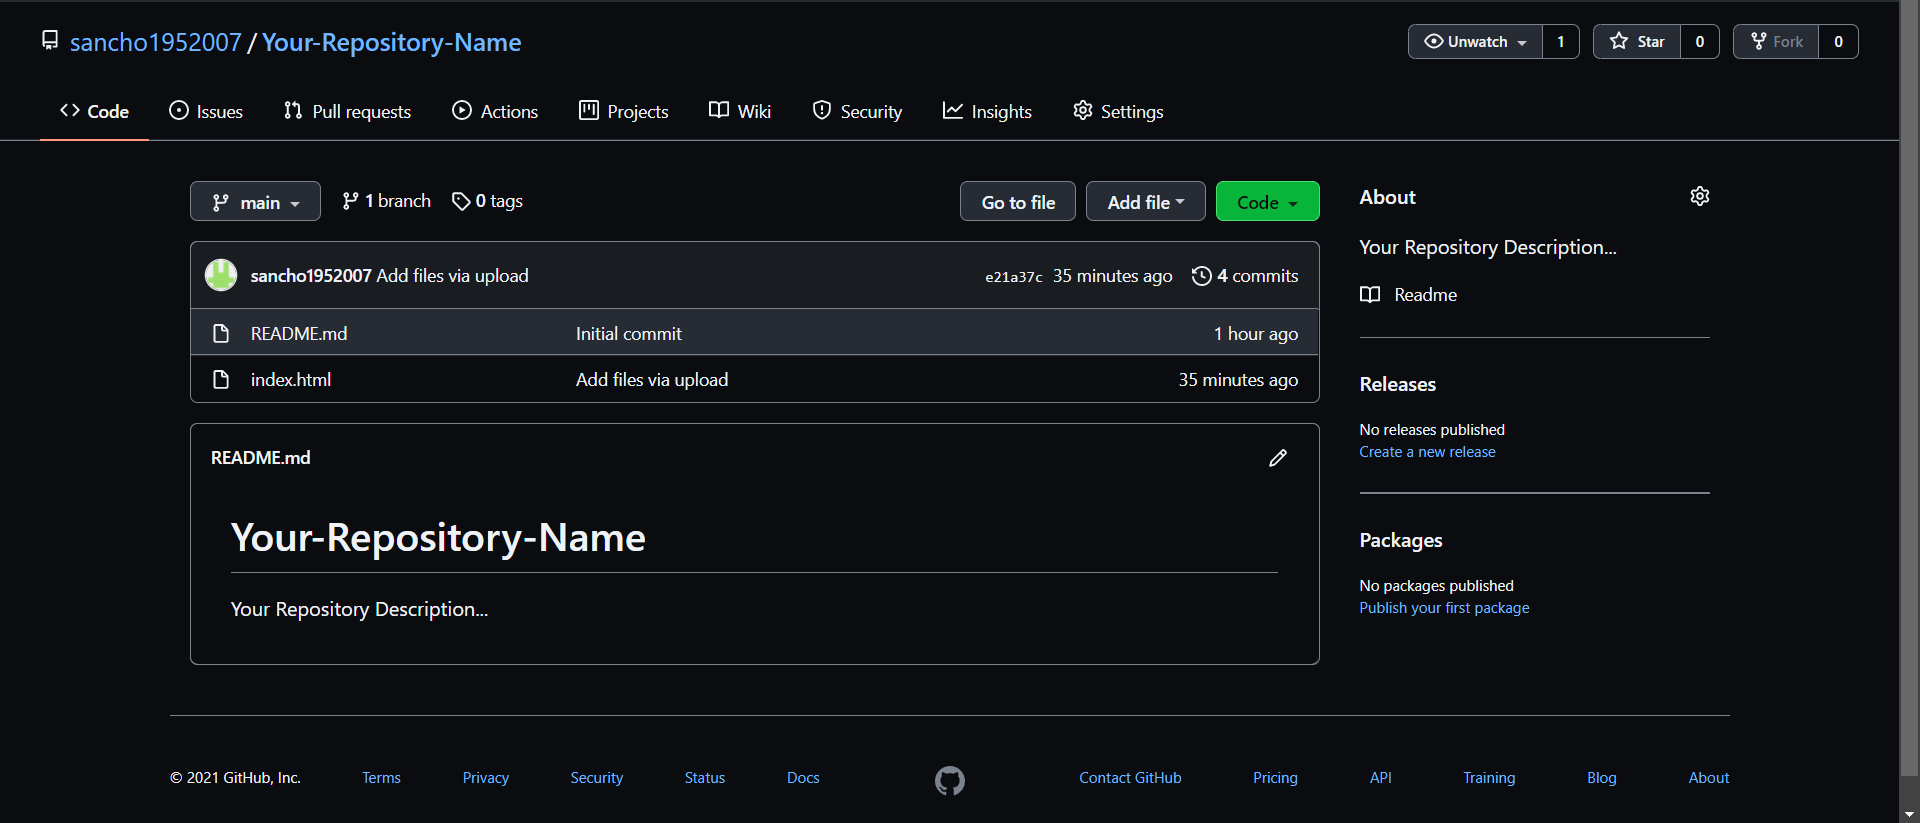 sancho1952007 / Your-Repository-Name
Unwatch 1 Star 0 Fork 0
Code Issues Pull requests Actions Projects Wiki Security Insights Settings
main 1 branch 0 tags Go to file Add file Code
sancho1952007 Add files via upload e21a37c 35 minutes ago 4 commits
README.md Initial commit 1 hour ago
index.html Add files via upload 35 minutes ago
README.md
Your-Repository-Name
Your Repository Description...
About
Your Repository Description...
Readme
Releases
No releases published
Create a new release
Packages
No packages published
Publish your first package
© 2021 GitHub, Inc. Terms Privacy Security Status Docs Contact GitHub Pricing API Training Blog About